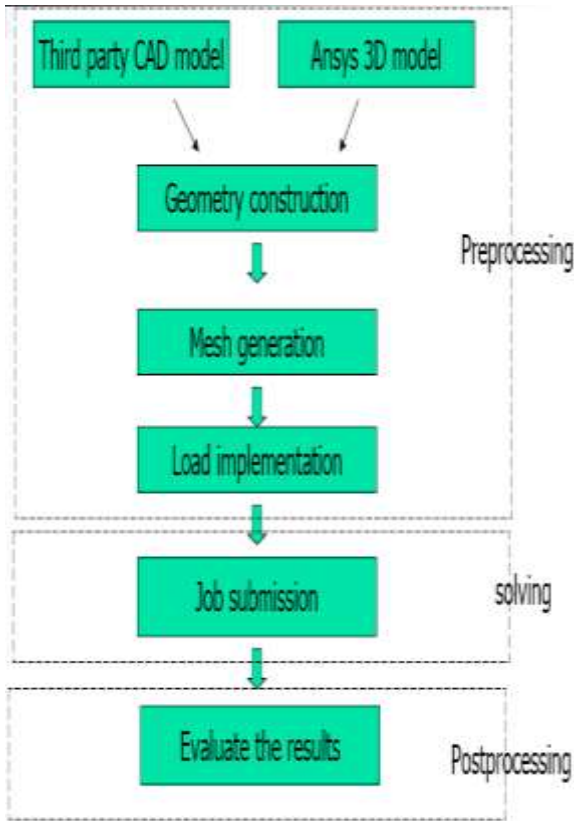 Third party CAD model
Ansys 3D model
Geometry construction
Preprocessing
Mesh generation
Load implementation
Job submission
solving
Evaluate the results
Postprocessing